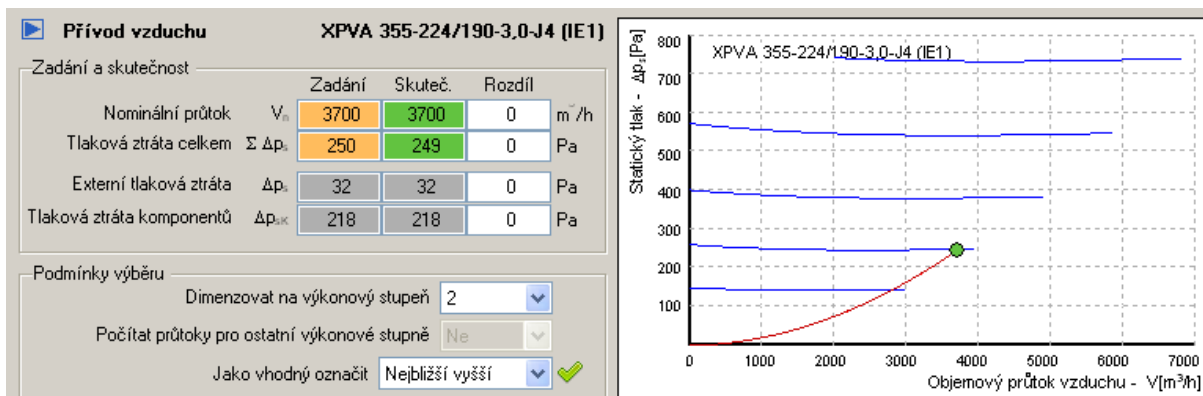 Přívod vzduchu XPVA 355-224/190-3,0-J4 (IE1)
Zadání a skutečnost
Zadání Skuteč. Rozdíl
Nominální průtok Vₙ 3700 3700 0 m³/h
Tlaková ztráta celkem Σ Δpₛ 250 249 0 Pa
Externí tlaková ztráta Δpₛ 32 32 0 Pa
Tlaková ztráta komponentů Δpₛₖ 218 218 0 Pa
Podmínky výběru
Dimenzovat na výkonový stupeň 2
Počítat průtoky pro ostatní výkonové stupně Ne
Jako vhodný označit Nejbližší vyšší
XPVA 355-224/190-3,0-J4 (IE1)
Statický tlak - Δpₛ[Pa]
800
700
600
500
400
300
200
100
0 1000 2000 3000 4000 5000 6000 7000
Objemový průtok vzduchu - V[m³/h]